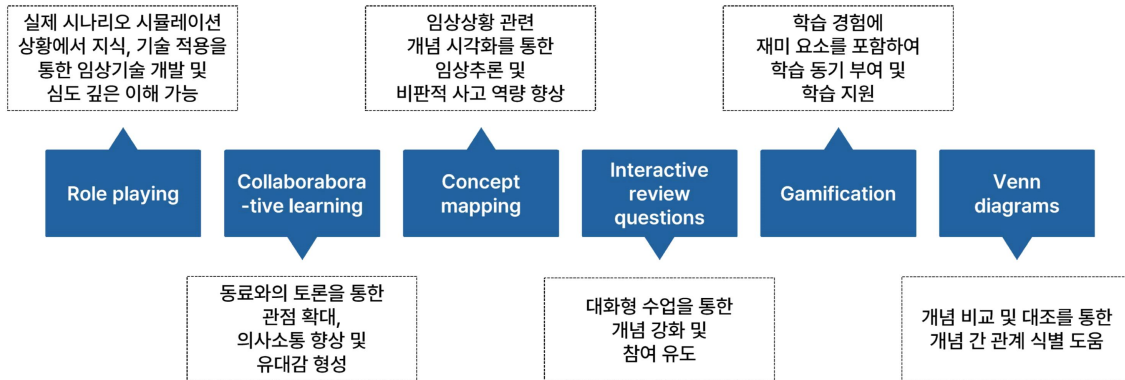 실제 시나리오 시뮬레이션
상황에서 지식, 기술 적용을
통한 임상기술 개발 및
심도 깊은 이해 가능
임상상황 관련
개념 시각화를 통한
임상추론 및
비판적 사고 역량 향상
학습 경험에
재미 요소를 포함하여
학습 동기 부여 및
학습 지원
Role playing
Collaborabora
-tive learning
Concept
mapping
Interactive
review
questions
Gamification
Venn
diagrams
동료와의 토론을 통한
관점 확대,
의사소통 향상 및
유대감 형성
대화형 수업을 통한
개념 강화 및
참여 유도
개념 비교 및 대조를 통한
개념 간 관계 식별 도움